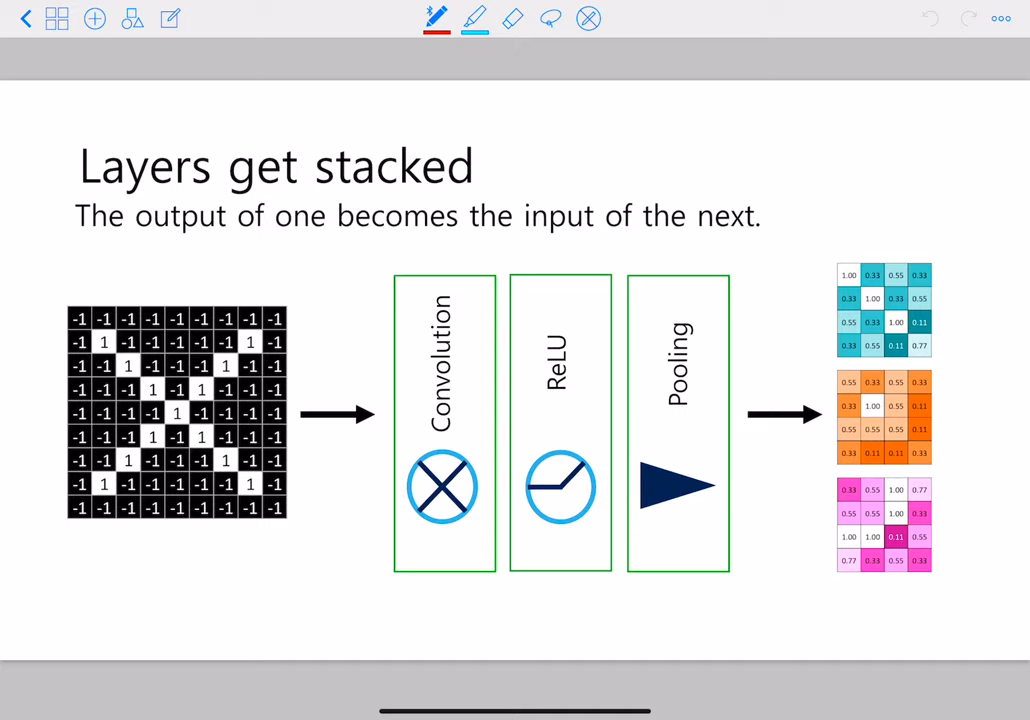 Layers get stacked
The output of one becomes the input of the next.
-1 -1 -1 -1 -1 -1 -1 -1 -1
-1 1 -1 -1 -1 -1 -1 1 -1
-1 -1 1 -1 -1 -1 1 -1 -1
-1 -1 -1 1 -1 1 -1 -1 -1
-1 -1 -1 -1 1 -1 -1 -1 -1
-1 -1 -1 1 -1 1 -1 -1 -1
-1 -1 1 -1 -1 -1 1 -1 -1
-1 1 -1 -1 -1 -1 -1 1 -1
-1 -1 -1 -1 -1 -1 -1 -1 -1
Convolution
ReLU
Pooling
1.00 0.33 0.55 0.33
0.33 1.00 0.33 0.55
0.55 0.33 1.00 0.11
0.33 0.55 0.11 0.77
0.55 0.33 0.55 0.33
0.33 1.00 0.55 0.11
0.55 0.55 0.55 0.11
0.33 0.11 0.11 0.33
0.33 0.55 1.00 0.77
0.55 0.55 1.00 0.33
1.00 1.00 0.11 0.55
0.77 0.33 0.55 0.33